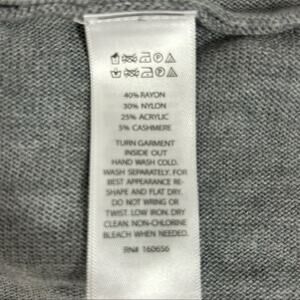 40% RAYON
30% NYLON
25% ACRYLIC
5% CASHMERE
TURN GARMENT
INSIDE OUT
HAND WASH COLD.
WASH SEPARATELY. FOR
BEST APPEARANCE RE-
SHAPE AND FLAT DRY.
DO NOT WRING OR
TWIST. LOW IRON. DRY
CLEAN. NON-CHLORINE
BLEACH WHEN NEEDED.
RN# 160656